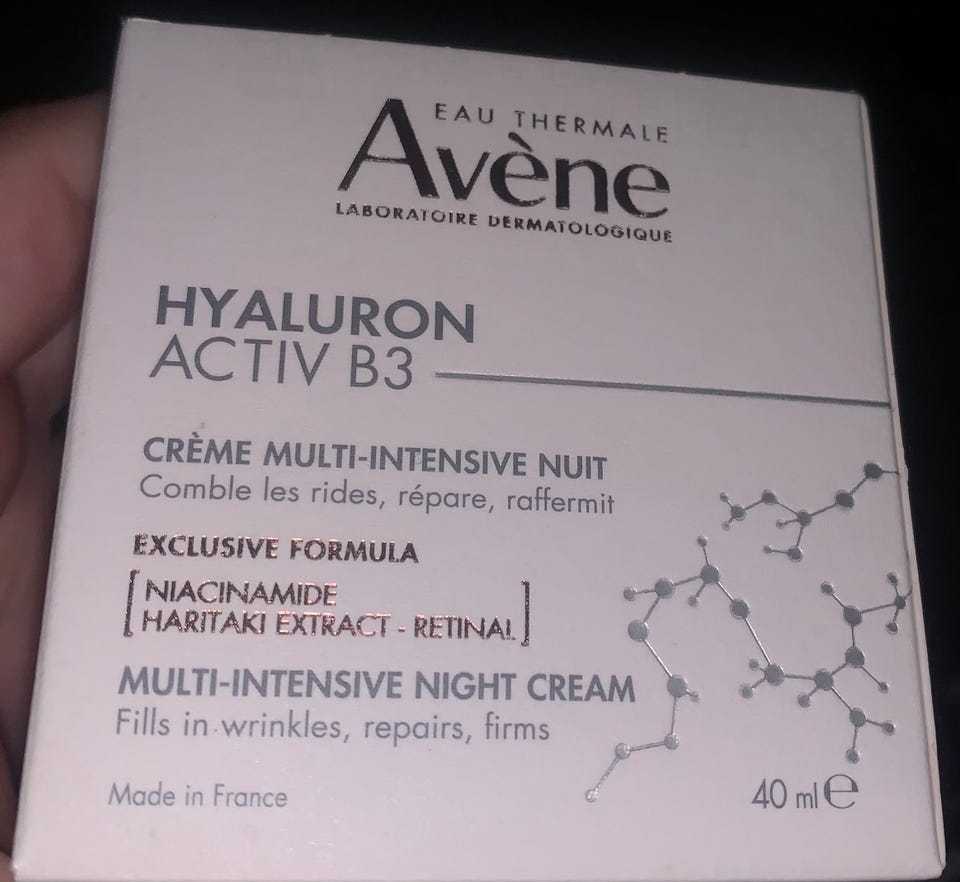 EAU THERMALE
Avène
LABORATOIRE DERMATOLOGIQUE
HYALURON
ACTIV B3
CRÈME MULTI-INTENSIVE NUIT
Comble les rides, répare, raffermit
EXCLUSIVE FORMULA
[NIACINAMIDE
HARITAKI EXTRACT - RETINAL]
MULTI-INTENSIVE NIGHT CREAM
Fills in wrinkles, repairs, firms
Made in France
40 ml ℮